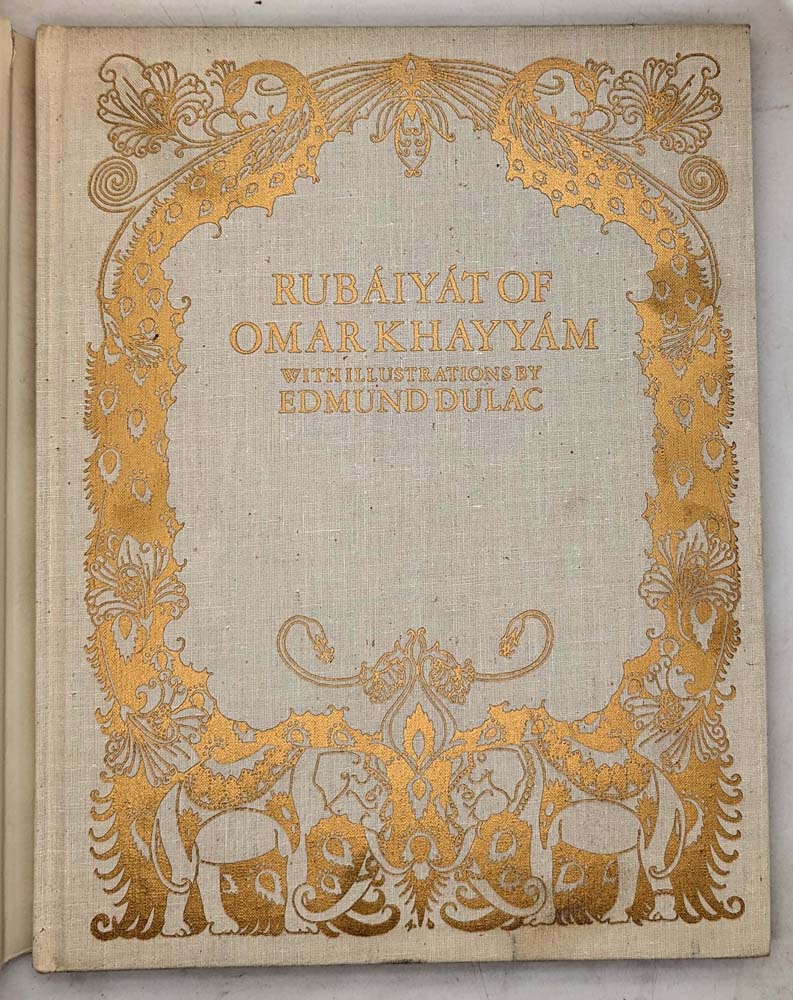 RUBÁIYÁT OF
OMAR KHAYYÁM
WITH ILLUSTRATIONS BY
EDMUND DULAC